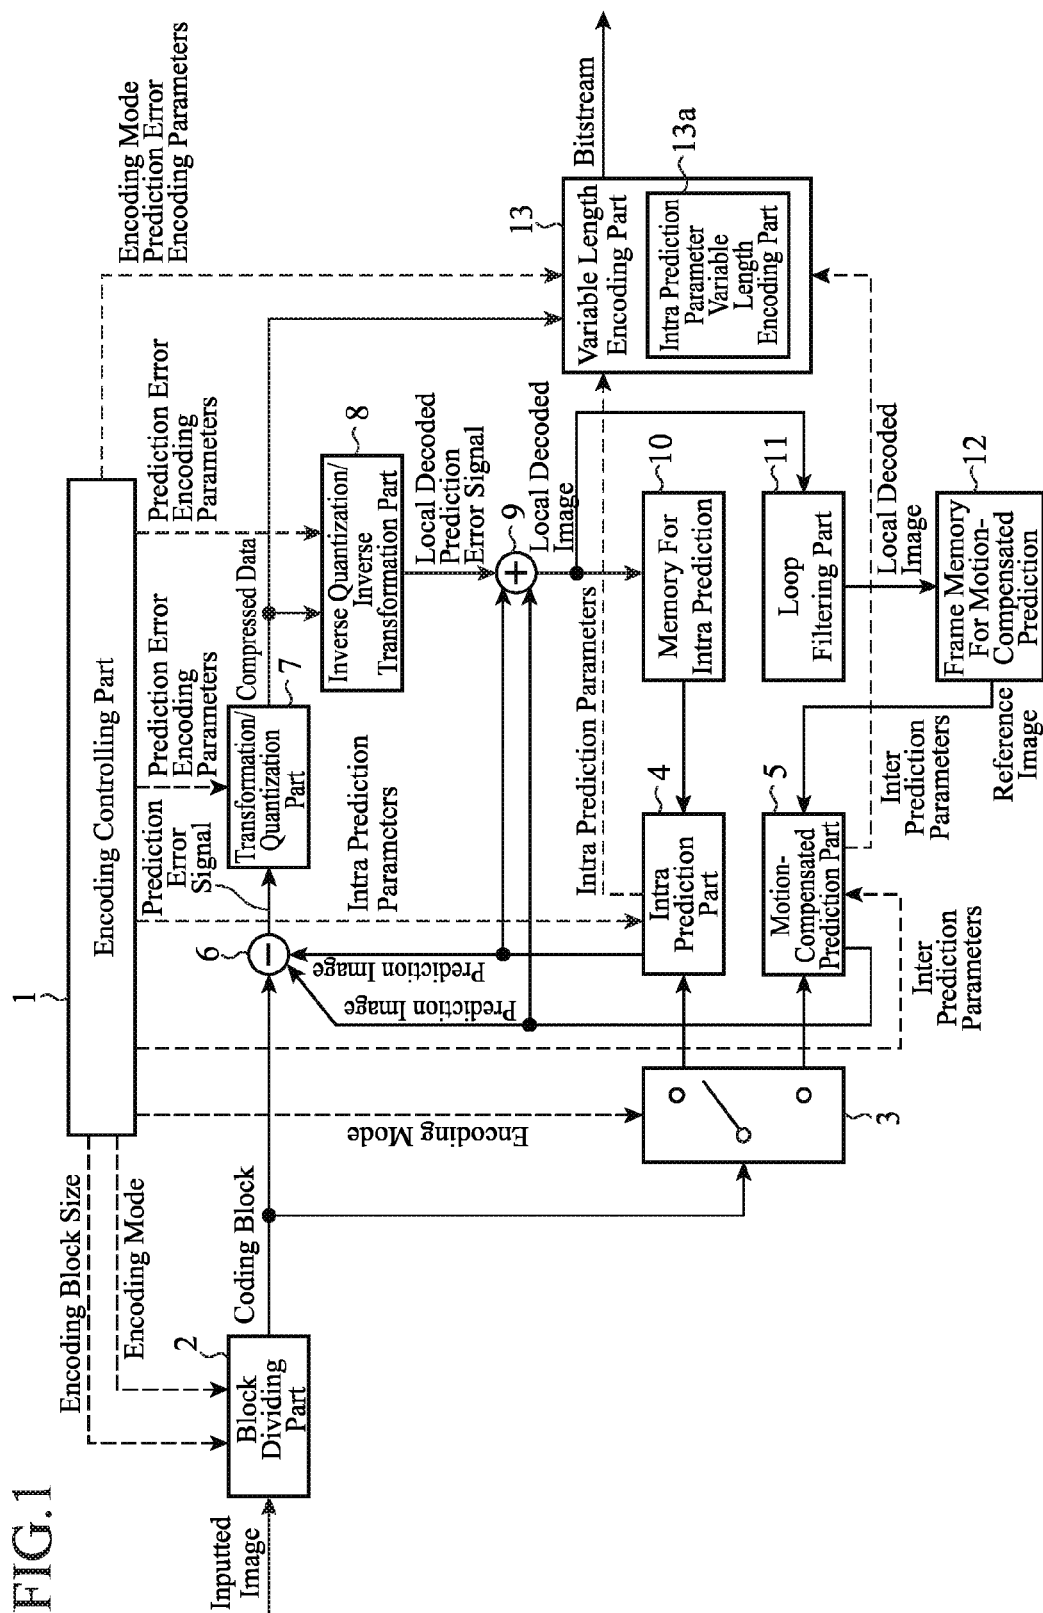 FIG.1
1
Encoding Controlling Part
Encoding Block Size
Encoding Mode
Encoding Mode
Prediction Error
Encoding Parameters
Prediction Error
Encoding
Parameters
Prediction Error
Encoding
Parameters
Prediction
Error
Signal
Inputted
Image
2
Block
Dividing
Part
Coding Block
6
−
Transformation/
Quantization
Part
7
Compressed Data
Inverse Quantization/
Inverse
Transformation Part
8
Local Decoded
Prediction
Error Signal
9
+
Local Decoded
Image
Intra Prediction
Parameters
Prediction Image
Prediction Image
Encoding Mode
3
Intra Prediction Parameters
4
Intra
Prediction
Part
10
Memory For
Intra Prediction
5
Motion-
Compensated
Prediction Part
11
Loop
Filtering Part
Local Decoded
Image
12
Frame Memory
For Motion-
Compensated
Prediction
Reference
Image
Inter
Prediction
Parameters
Inter
Prediction
Parameters
13
Variable Length
Encoding Part
13a
Intra Prediction
Parameter
Variable
Length
Encoding Part
Bitstream